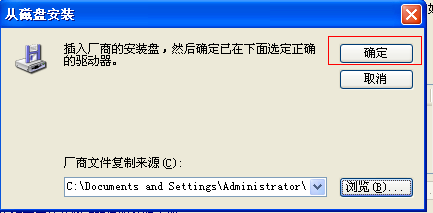 从磁盘安装
插入厂商的安装盘，然后确定已在下面选定正确
的驱动器。
确定
取消
厂商文件复制来源(C):
C:\Documents and Settings\Administrator\
浏览(B)...